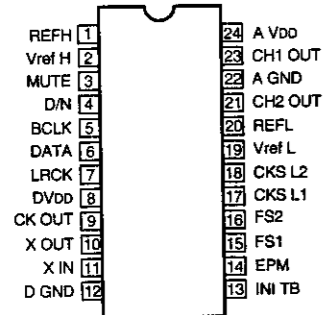 REFH 1
Vref H 2
MUTE 3
D/N 4
BCLK 5
DATA 6
LRCK 7
DVDD 8
CK OUT 9
X OUT 10
X IN 11
D GND 12
24 A VDD
23 CH1 OUT
22 A GND
21 CH2 OUT
20 REFL
19 Vref L
18 CKS L2
17 CKS L1
16 FS2
15 FS1
14 EPM
13 INI TB